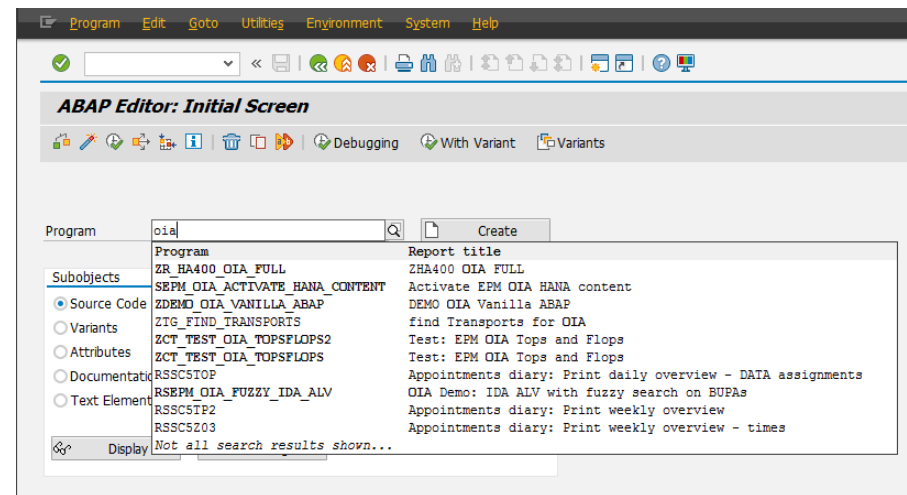 Program Edit Goto Utilities Environment System Help
ABAP Editor: Initial Screen
Debugging With Variant Variants
Program oia Create
Program Report title
ZR_HA400_OIA_FULL ZHA400 OIA FULL
Subobjects
SEPM_OIA_ACTIVATE_HANA_CONTENT Activate EPM OIA HANA content
Source Code ZDEMO_OIA_VANILLA_ABAP DEMO OIA Vanilla ABAP
ZTG_FIND_TRANSPORTS find Transports for OIA
Variants
ZCT_TEST_OIA_TOPSFLOPS2 Test: EPM OIA Tops and Flops
Attributes ZCT_TEST_OIA_TOPSFLOPS Test: EPM OIA Tops and Flops
Documentatio RSSC5TOP Appointments diary: Print daily overview - DATA assignments
RSEPM_OIA_FUZZY_IDA_ALV OIA Demo: IDA ALV with fuzzy search on BUPAs
Text Element
RSSC5TP2 Appointments diary: Print weekly overview
RSSC5Z03 Appointments diary: Print weekly overview - times
Display Not all search results shown...